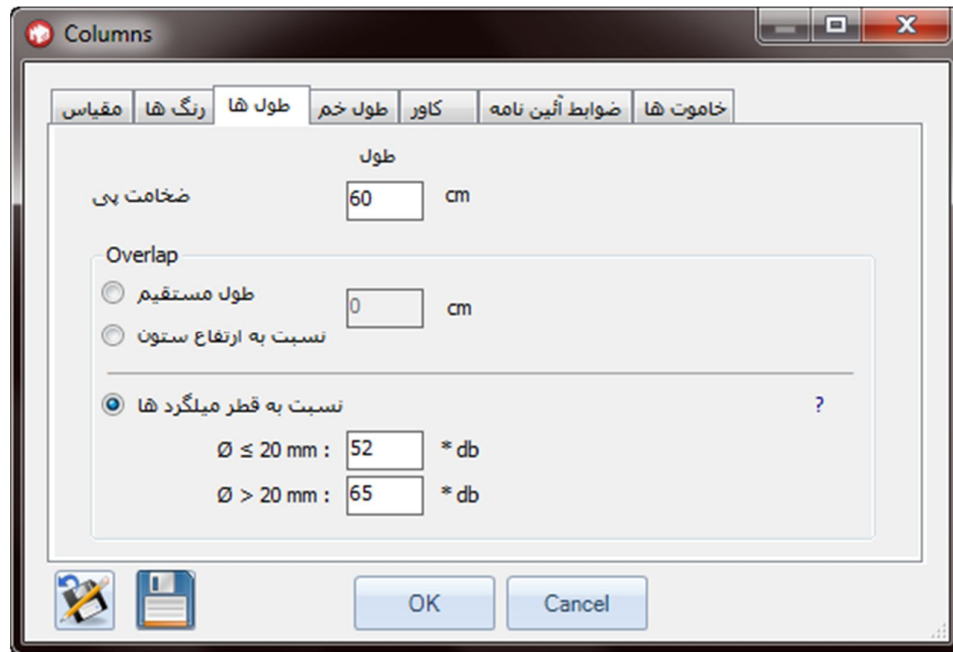 Columns
مقیاس رنگ ها طول ها طول خم کاور ضوابط آئین نامه خاموت ها
طول
ضخامت پی 60 cm
Overlap
طول مستقیم 0 cm
نسبت به ارتفاع ستون
نسبت به قطر میلگرد ها ?
Ø ≤ 20 mm : 52 * db
Ø > 20 mm : 65 * db
OK Cancel